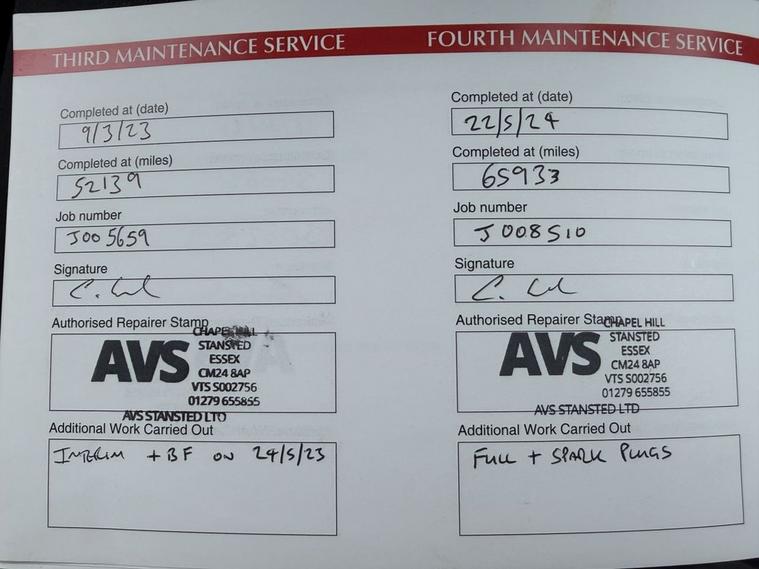 THIRD MAINTENANCE SERVICE
Completed at (date)
9/3/23
Completed at (miles)
52139
Job number
J005659
Signature
Authorised Repairer Stamp
AVS
CHAPEL HILL
STANSTED
ESSEX
CM24 8AP
VTS S002756
01279 655855
AVS STANSTED LTD
Additional Work Carried Out
INTERIM + BF ON 24/5/23
FOURTH MAINTENANCE SERVICE
Completed at (date)
22/5/24
Completed at (miles)
65933
Job number
J008510
Signature
Authorised Repairer Stamp
AVS
CHAPEL HILL
STANSTED
ESSEX
CM24 8AP
VTS S002756
01279 655855
AVS STANSTED LTD
Additional Work Carried Out
FULL + SPARK PLUGS